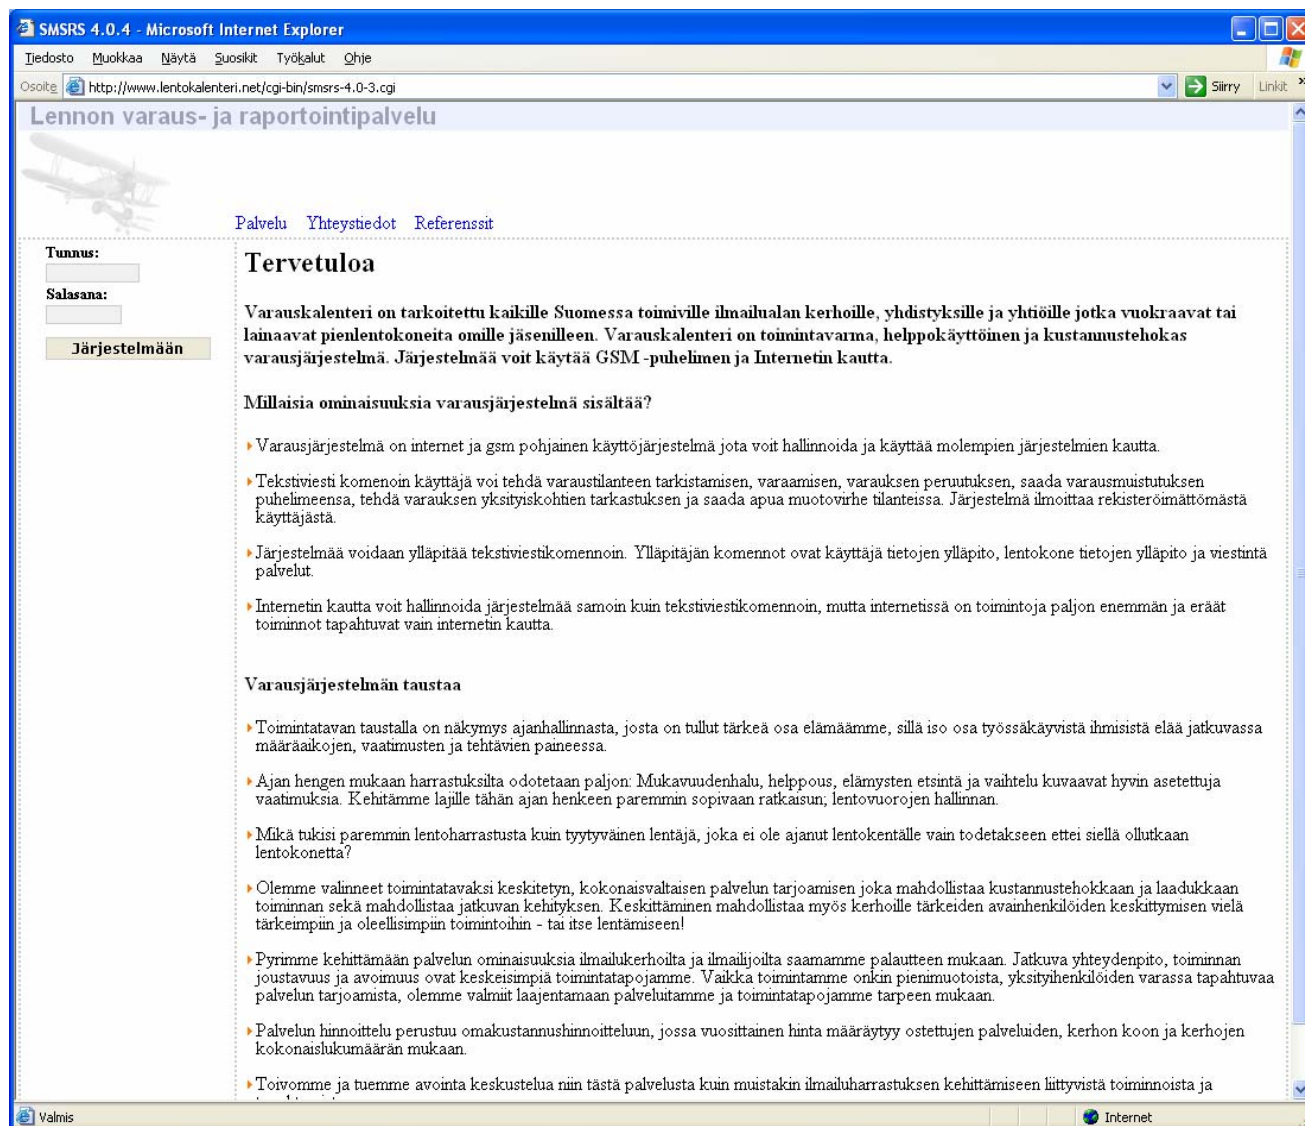 SMSRS 4.0.4 - Microsoft Internet Explorer
Tiedosto Muokkaa Näytä Suosikit Työkalut Ohje
Osoite http://www.lentokalenteri.net/cgi-bin/smsrs-4.0-3.cgi Siirry Linkit »
Lennon varaus- ja raportointipalvelu
Palvelu Yhteystiedot Referenssit
Tunnus:
Salasana:
Järjestelmään
Tervetuloa
Varauskalenteri on tarkoitettu kaikille Suomessa toimiville ilmailualan kerhoille, yhdistyksille ja yhtiöille jotka vuokraavat tai
lainaavat pienlentokoneita omille jäsenilleen. Varauskalenteri on toimintavarma, helppokäyttöinen ja kustannustehokas
varausjärjestelmä. Järjestelmää voit käytää GSM -puhelimen ja Internetin kautta.
Millaisia ominaisuuksia varausjärjestelmä sisältää?
Varausjärjestelmä on internet ja gsm pohjainen käyttöjärjestelmä jota voit hallinnoida ja käyttää molempien järjestelmien kautta.
Tekstiviesti komenoin käyttäjä voi tehdä varaustilanteen tarkistamisen, varaamisen, varauksen peruutuksen, saada varausmuistutuksen
puhelimeensa, tehdä varauksen yksityiskohtien tarkastuksen ja saada apua muotovirhe tilanteissa. Järjestelmä ilmoittaa rekisteröimättömästä
käyttäjästä.
Järjestelmää voidaan ylläpitää tekstiviestikomennoin. Ylläpitäjän komennot ovat käyttäjä tietojen ylläpito, lentokone tietojen ylläpito ja viestintä
palvelut.
Internetin kautta voit hallinnoida järjestelmää samoin kuin tekstiviestikomennoin, mutta internetissä on toimintoja paljon enemmän ja eräät
toiminnot tapahtuvat vain internetin kautta.
Varausjärjestelmän taustaa
Toimintatavan taustalla on näkymys ajanhallinnasta, josta on tullut tärkeä osa elämäämme, sillä iso osa työssäkäyvistä ihmisistä elää jatkuvassa
määräaikojen, vaatimusten ja tehtävien paineessa.
Ajan hengen mukaan harrastuksilta odotetaan paljon: Mukavuudenhalu, helppous, elämysten etsintä ja vaihtelu kuvaavat hyvin asetettuja
vaatimuksia. Kehitämme lajille tähän ajan henkeen paremmin sopivaan ratkaisun; lentovuorojen hallinnan.
Mikä tukisi paremmin lentoharrastusta kuin tyytyväinen lentäjä, joka ei ole ajanut lentokentälle vain todetakseen ettei siellä ollutkaan
lentokonetta?
Olemme valinneet toimintatavaksi keskitetyn, kokonaisvaltaisen palvelun tarjoamisen joka mahdollistaa kustannustehokkaan ja laadukkaan
toiminnan sekä mahdollistaa jatkuvan kehityksen. Keskittäminen mahdollistaa myös kerhoille tärkeiden avainhenkilöiden keskittymisen vielä
tärkeimpiin ja oleellisimpiin toimintoihin - tai itse lentämiseen!
Pyrimme kehittämään palvelun ominaisuuksia ilmailukerhoilta ja ilmailijoilta saamamme palautteen mukaan. Jatkuva yhteydenpito, toiminnan
joustavuus ja avoimuus ovat keskeisimpiä toimintatapojamme. Vaikka toimintamme onkin pienimuotoista, yksityihenkilöiden varassa tapahtuvaa
palvelun tarjoamista, olemme valmiit laajentamaan palveluitamme ja toimintatapojamme tarpeen mukaan.
Palvelun hinnoittelu perustuu omakustannushinnoitteluun, jossa vuosittainen hinta määräytyy ostettujen palveluiden, kerhon koon ja kerhojen
kokonaislukumäärän mukaan.
Toivomme ja tuemme avointa keskustelua niin tästä palvelusta kuin muistakin ilmailuharrastuksen kehittämiseen liittyvistä toiminnoista ja
Valmis Internet